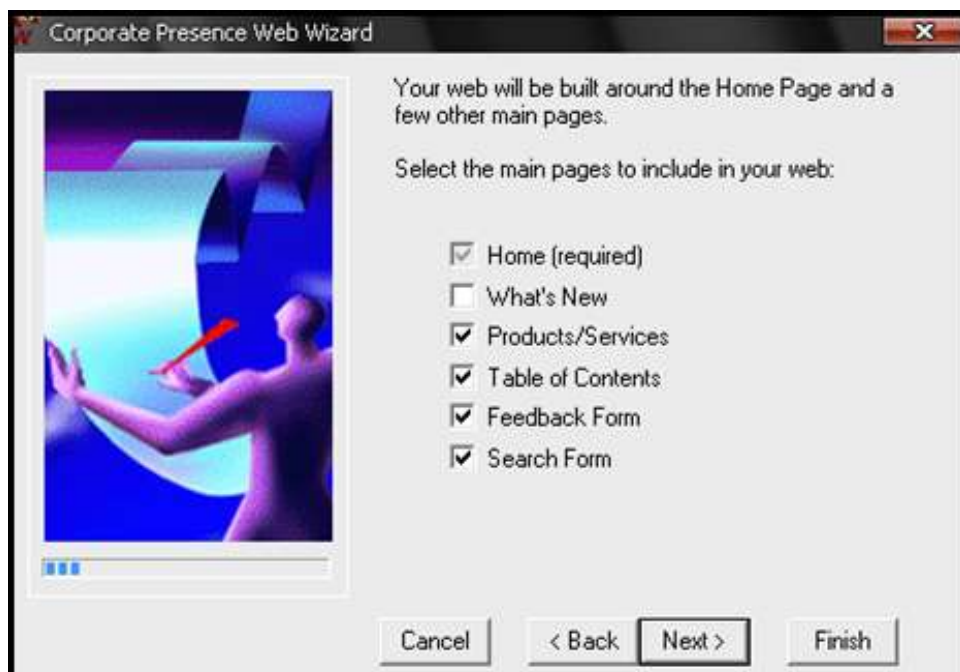 Corporate Presence Web Wizard
Your web will be built around the Home Page and a
few other main pages.
Select the main pages to include in your web:
Home (required)
What's New
Products/Services
Table of Contents
Feedback Form
Search Form
Cancel
< Back
Next >
Finish